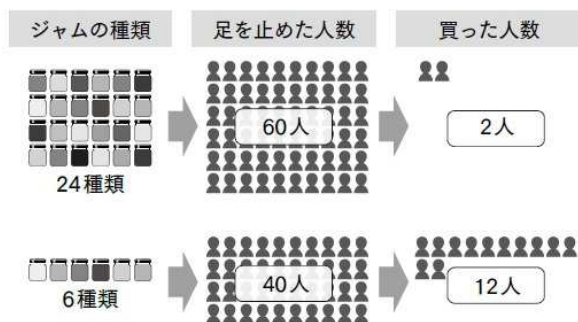 ジャムの種類
足を止めた人数
買った人数
24種類
60人
2人
6種類
40人
12人